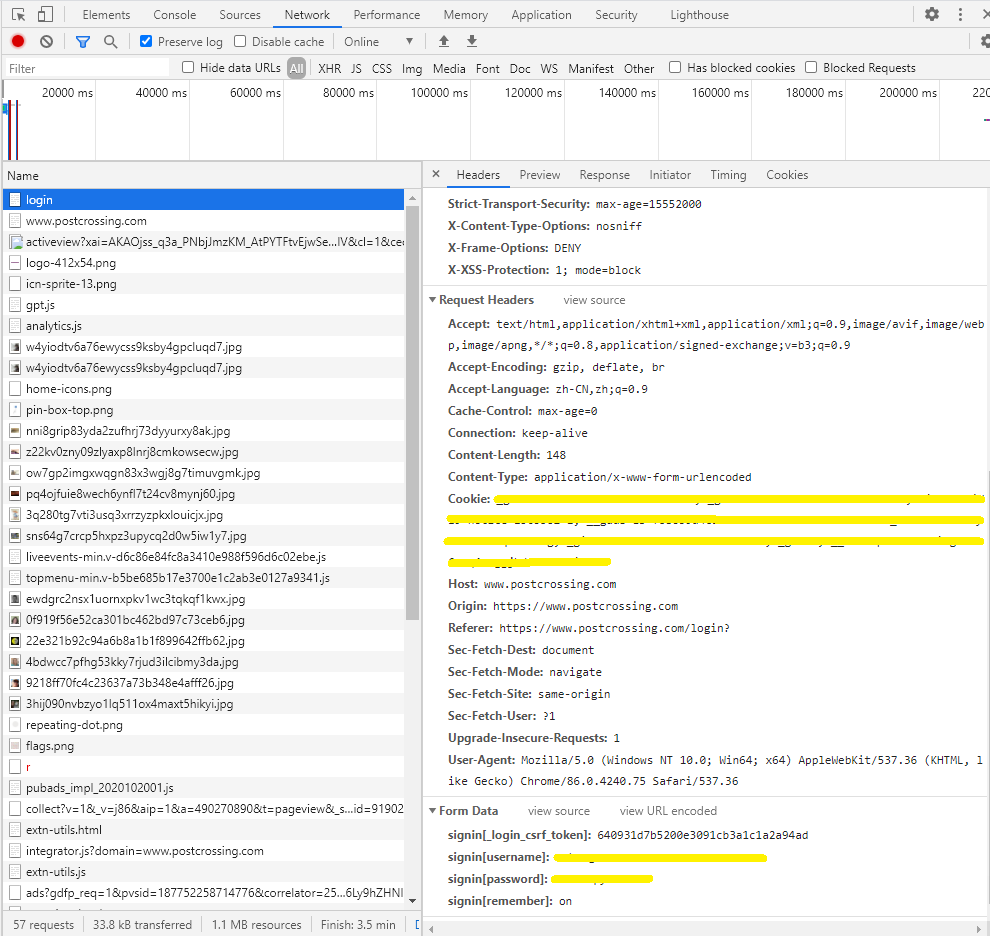 Elements Console Sources Network Performance Memory Application Security Lighthouse
Preserve log Disable cache Online
Filter Hide data URLs All XHR JS CSS Img Media Font Doc WS Manifest Other Has blocked cookies Blocked Requests
20000 ms 40000 ms 60000 ms 80000 ms 100000 ms 120000 ms 140000 ms 160000 ms 180000 ms 200000 ms 220
Name
login
www.postcrossing.com
activeview?xai=AKAOjss_q3a_PNbjJmzKM_AtPYTFtvEjwSe...IV&cl=1&cec
logo-412x54.png
icn-sprite-13.png
gpt.js
analytics.js
w4yiodtv6a76ewycss9ksby4gpcluqd7.jpg
w4yiodtv6a76ewycss9ksby4gpcluqd7.jpg
home-icons.png
pin-box-top.png
nni8grip83yda2zufhrj73dyyurxy8ak.jpg
z22kv0zny09zlyaxp8lnrj8cmkowsecw.jpg
ow7gp2imgxwqgn83x3wgj8g7timuvgmk.jpg
pq4ojfuie8wech6ynfl7t24cv8mynj60.jpg
3q280tg7vti3usq3xrrzyzpkxlouicjx.jpg
sns64g7crcp5hxpz3upycq2d0w5iw1y7.jpg
liveevents-min.v-d6c86e84fc8a3410e988f596d6c02ebe.js
topmenu-min.v-b5be685b17e3700e1c2ab3e0127a9341.js
ewdgrc2nsx1uornxpkv1wc3tqkqf1kwx.jpg
0f919f56e52ca301bc462bd97c73ceb6.jpg
22e321b92c94a6b8a1b1f899642ffb62.jpg
4bdwcc7pfhg53kky7rjud3ilcibmy3da.jpg
9218ff70fc4c23637a73b348e4afff26.jpg
3hij090nvbzyo1lq511ox4maxt5hikyi.jpg
repeating-dot.png
flags.png
r
pubads_impl_2020102001.js
collect?v=1&_v=j86&aip=1&a=490270890&t=pageview&_s...id=91902
extn-utils.html
integrator.js?domain=www.postcrossing.com
extn-utils.js
ads?gdfp_req=1&pvsid=187752258714776&correlator=25...6Ly9hZHNl
57 requests 33.8 kB transferred 1.1 MB resources Finish: 3.5 min
Headers Preview Response Initiator Timing Cookies
Strict-Transport-Security: max-age=15552000
X-Content-Type-Options: nosniff
X-Frame-Options: DENY
X-XSS-Protection: 1; mode=block
Request Headers view source
Accept: text/html,application/xhtml+xml,application/xml;q=0.9,image/avif,image/web
p,image/apng,*/*;q=0.8,application/signed-exchange;v=b3;q=0.9
Accept-Encoding: gzip, deflate, br
Accept-Language: zh-CN,zh;q=0.9
Cache-Control: max-age=0
Connection: keep-alive
Content-Length: 148
Content-Type: application/x-www-form-urlencoded
Cookie:
Host: www.postcrossing.com
Origin: https://www.postcrossing.com
Referer: https://www.postcrossing.com/login?
Sec-Fetch-Dest: document
Sec-Fetch-Mode: navigate
Sec-Fetch-Site: same-origin
Sec-Fetch-User: ?1
Upgrade-Insecure-Requests: 1
User-Agent: Mozilla/5.0 (Windows NT 10.0; Win64; x64) AppleWebKit/537.36 (KHTML, l
ike Gecko) Chrome/86.0.4240.75 Safari/537.36
Form Data view source view URL encoded
signin[_login_csrf_token]: 640931d7b5200e3091cb3a1c1a2a94ad
signin[username]:
signin[password]:
signin[remember]: on